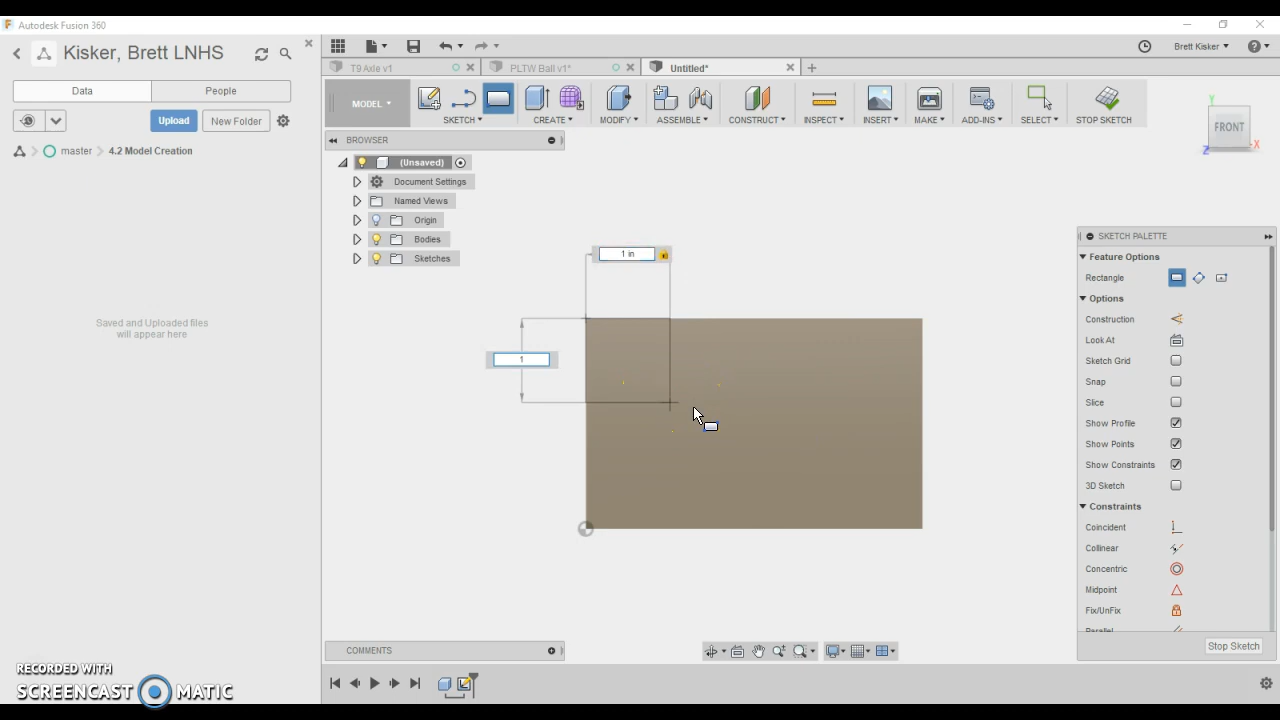 Autodesk Fusion 360
Kisker, Brett LNHS
Data
People
Upload
New Folder
master
4.2 Model Creation
Saved and Uploaded files
will appear here
RECORDED WITH
SCREENCAST MATIC
Brett Kisker
T9 Axle v1
PLTW Ball v1*
Untitled*
MODEL
SKETCH
CREATE
MODIFY
ASSEMBLE
CONSTRUCT
INSPECT
INSERT
MAKE
ADD-INS
SELECT
STOP SKETCH
BROWSER
(Unsaved)
Document Settings
Named Views
Origin
Bodies
Sketches
Y
FRONT
Z
X
1 in
1
SKETCH PALETTE
Feature Options
Rectangle
Options
Construction
Look At
Sketch Grid
Snap
Slice
Show Profile
Show Points
Show Constraints
3D Sketch
Constraints
Coincident
Collinear
Concentric
Midpoint
Fix/UnFix
Parallel
Stop Sketch
COMMENTS